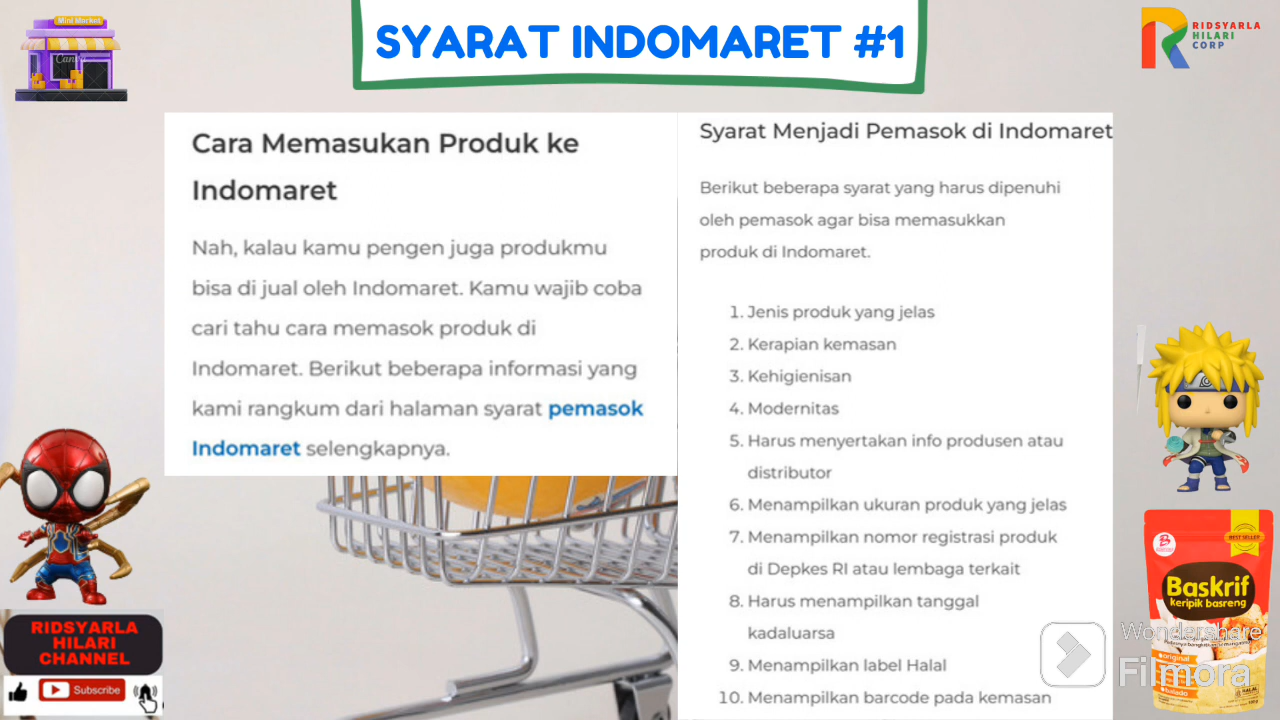 Mini Market
Canva
SYARAT INDOMARET #1
RIDSYARLA
HILARI
CORP
Cara Memasukan Produk ke
Indomaret
Nah, kalau kamu pengen juga produkmu
bisa di jual oleh Indomaret. Kamu wajib coba
cari tahu cara memasok produk di
Indomaret. Berikut beberapa informasi yang
kami rangkum dari halaman syarat pemasok
Indomaret selengkapnya.
Syarat Menjadi Pemasok di Indomaret
Berikut beberapa syarat yang harus dipenuhi
oleh pemasok agar bisa memasukkan
produk di Indomaret.
1. Jenis produk yang jelas
2. Kerapian kemasan
3. Kehigienisan
4. Modernitas
5. Harus menyertakan info produsen atau
distributor
6. Menampilkan ukuran produk yang jelas
7. Menampilkan nomor registrasi produk
di Depkes RI atau lembaga terkait
8. Harus menampilkan tanggal
kadaluarsa
9. Menampilkan label Halal
10. Menampilkan barcode pada kemasan
RIDSYARLA
HILARI
CHANNEL
Subscribe
BEST SELLER
Baskrif
keripik basreng
original
balado
HALAL
Wondershare
Filmora